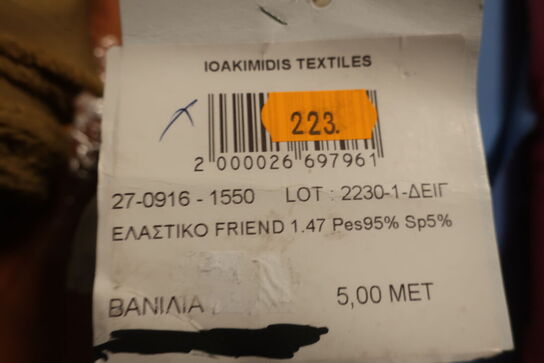 IOAKIMIDIS TEXTILES
223.
2 000026 697961
27-0916 - 1550 LOT : 2230-1-ΔΕΙΓ
ΕΛΑΣΤΙΚΟ FRIEND 1.47 Pes95% Sp5%
ΒΑΝΙΛΙΑ 5,00 ΜΕΤ